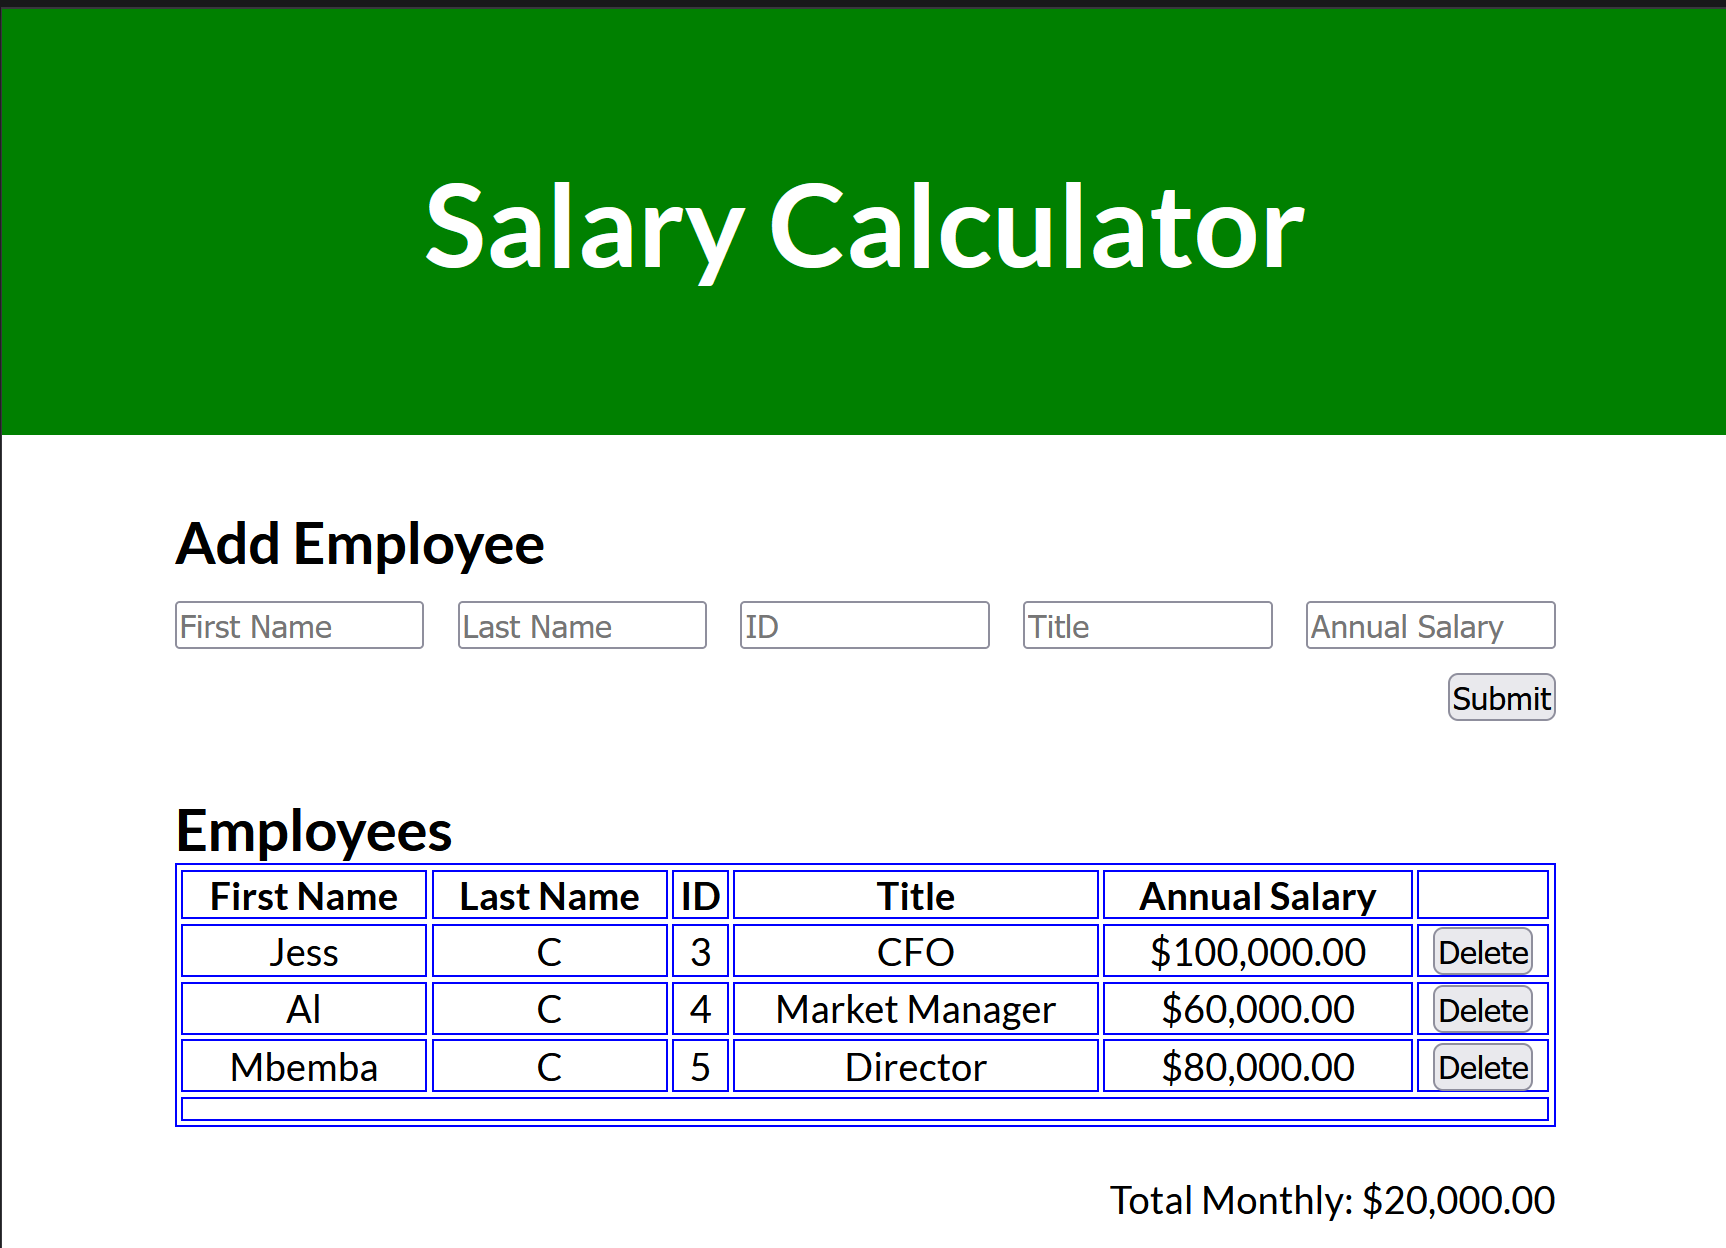 Salary Calculator
Add Employee
First Name Last Name ID Title Annual Salary
Submit
Employees
First Name Last Name ID Title Annual Salary
Jess C 3 CFO $100,000.00 Delete
Al C 4 Market Manager $60,000.00 Delete
Mbemba C 5 Director $80,000.00 Delete
Total Monthly: $20,000.00